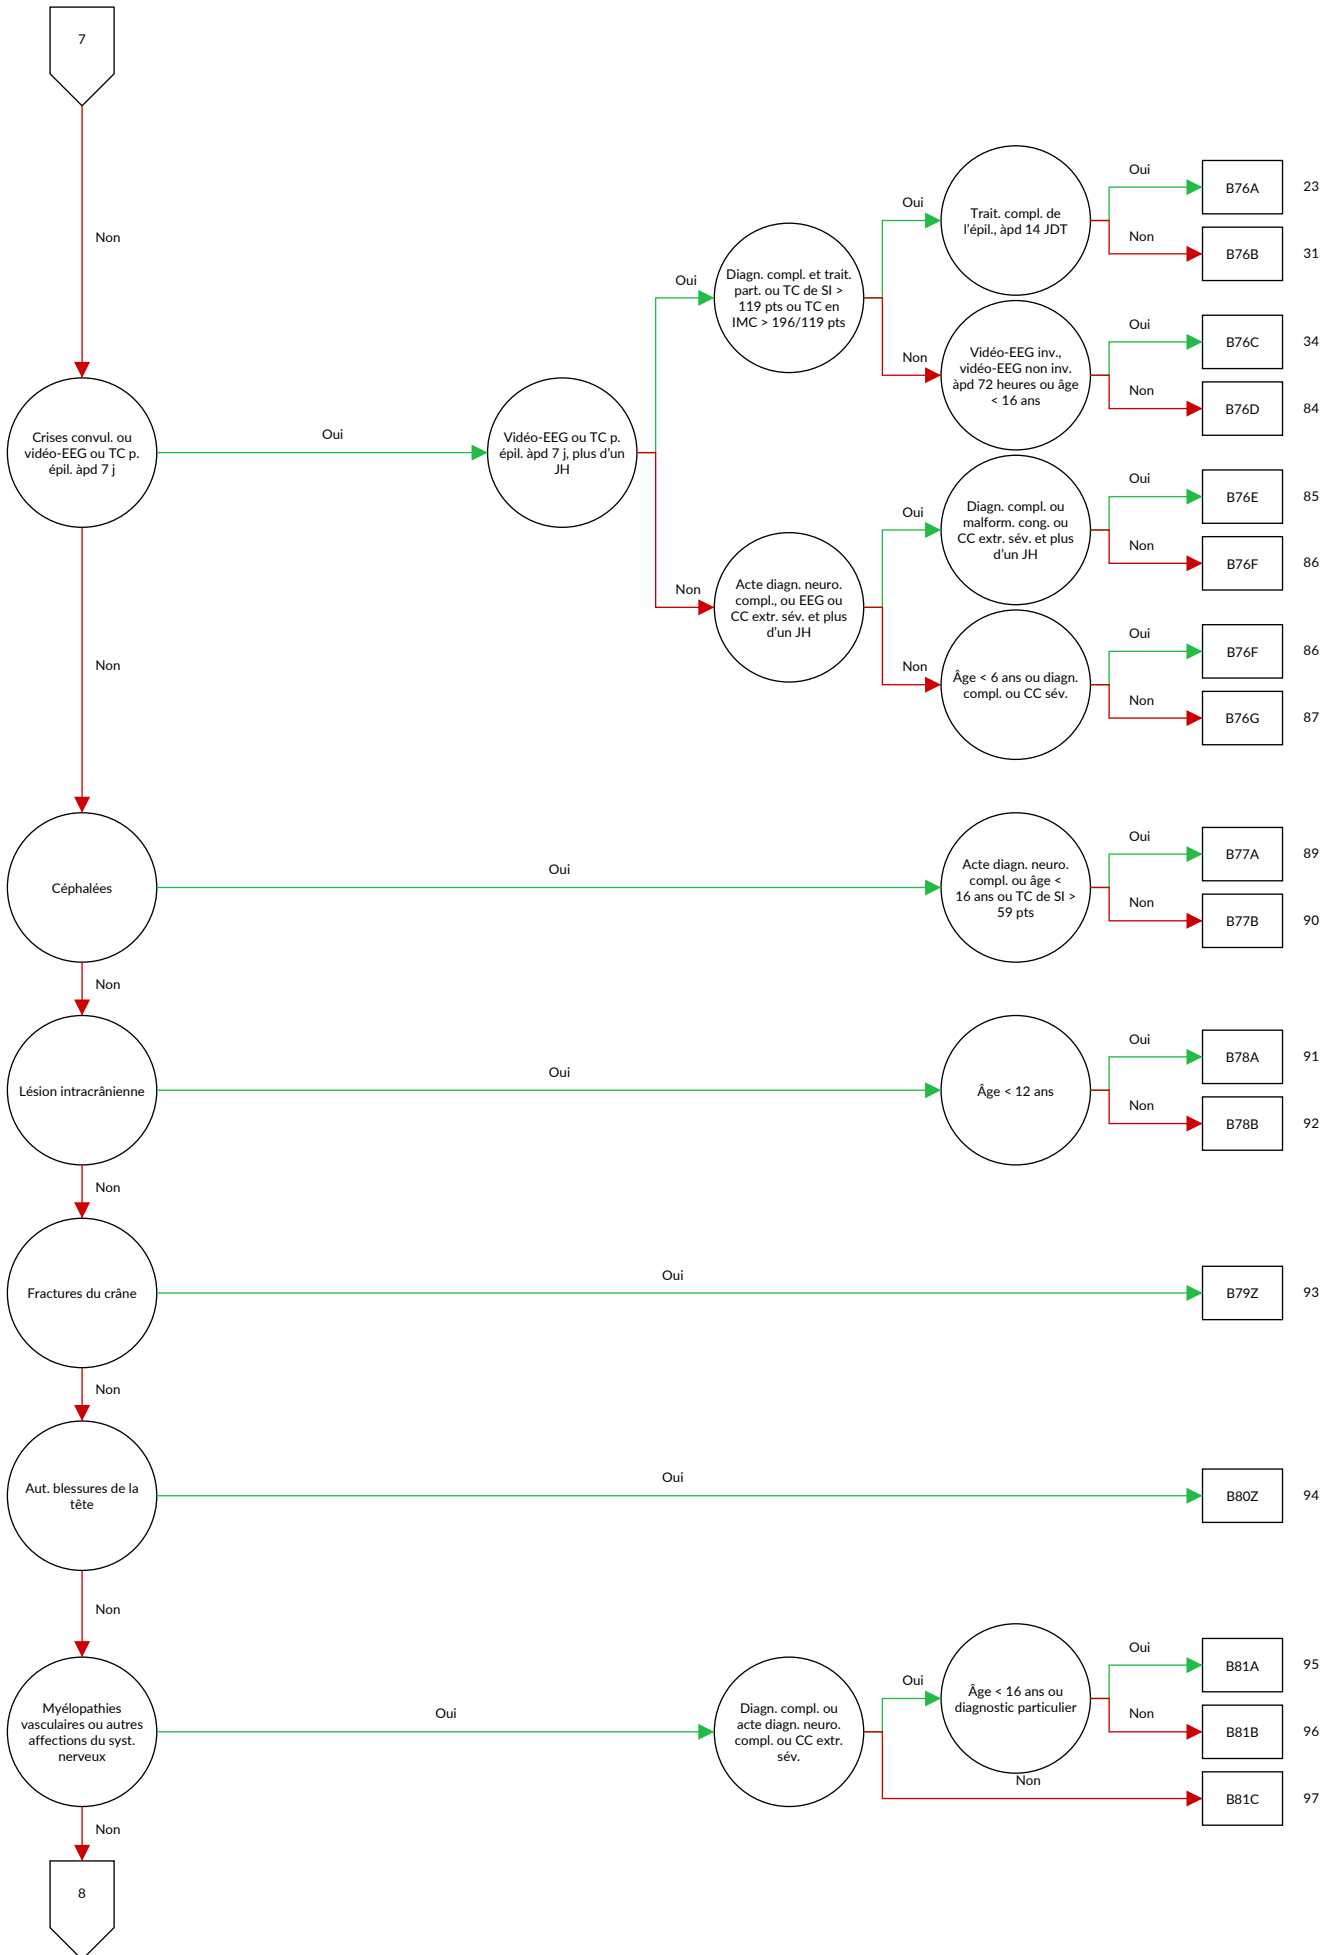 7
Non
Crises convul. ou
vidéo-EEG ou TC p.
épil. àpd 7 j
Oui
Vidéo-EEG ou TC p.
épil. àpd 7 j, plus d'un
JH
Oui
Diagn. compl. et trait.
part. ou TC de SI >
119 pts ou TC en
IMC > 196/119 pts
Oui
Trait. compl. de
l'épil., àpd 14 JDT
Oui
B76A
23
Non
B76B
31
Non
Vidéo-EEG inv.,
vidéo-EEG non inv.
àpd 72 heures ou âge
< 16 ans
Oui
B76C
34
Non
B76D
84
Non
Acte diagn. neuro.
compl., ou EEG ou
CC extr. sév. et plus
d'un JH
Oui
Diagn. compl. ou
malform. cong. ou
CC extr. sév. et plus
d'un JH
Oui
B76E
85
Non
B76F
86
Non
Âge < 6 ans ou diagn.
compl. ou CC sév.
Oui
B76F
86
Non
B76G
87
Non
Céphalées
Oui
Acte diagn. neuro.
compl. ou âge <
16 ans ou TC de SI >
59 pts
Oui
B77A
89
Non
B77B
90
Non
Lésion intracrânienne
Oui
Âge < 12 ans
Oui
B78A
91
Non
B78B
92
Non
Fractures du crâne
Oui
B79Z
93
Non
Aut. blessures de la
tête
Oui
B80Z
94
Non
Myélopathies
vasculaires ou autres
affections du syst.
nerveux
Oui
Diagn. compl. ou
acte diagn. neuro.
compl. ou CC extr.
sév.
Oui
Âge < 16 ans ou
diagnostic particulier
Oui
B81A
95
Non
B81B
96
Non
B81C
97
Non
8